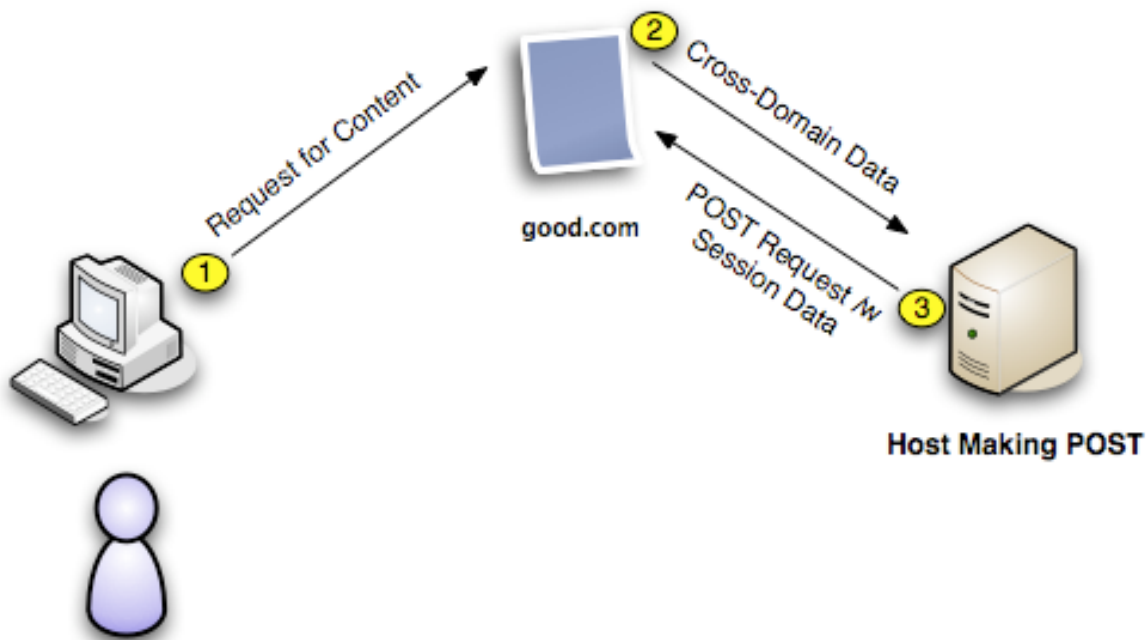 1
Request for Content
2
Cross-Domain Data
good.com
POST Request /w
Session Data
3
Host Making POST